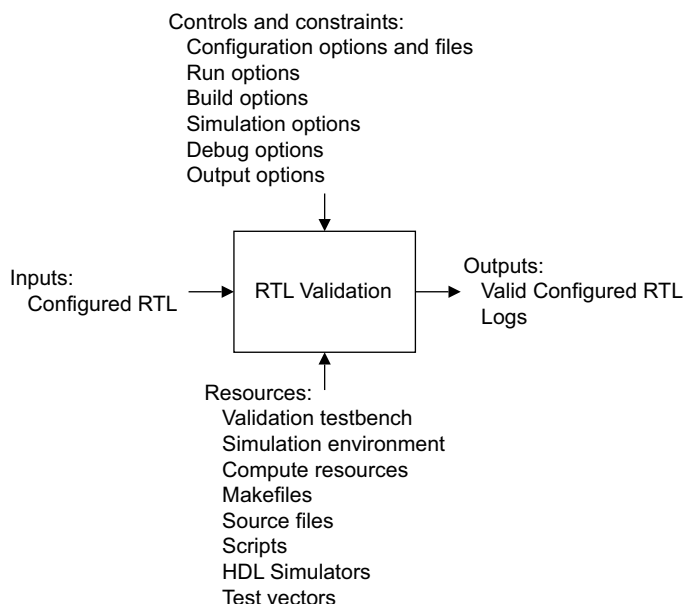 Controls and constraints:
Configuration options and files
Run options
Build options
Simulation options
Debug options
Output options
Inputs:
Configured RTL
RTL Validation
Outputs:
Valid Configured RTL
Logs
Resources:
Validation testbench
Simulation environment
Compute resources
Makefiles
Source files
Scripts
HDL Simulators
Test vectors